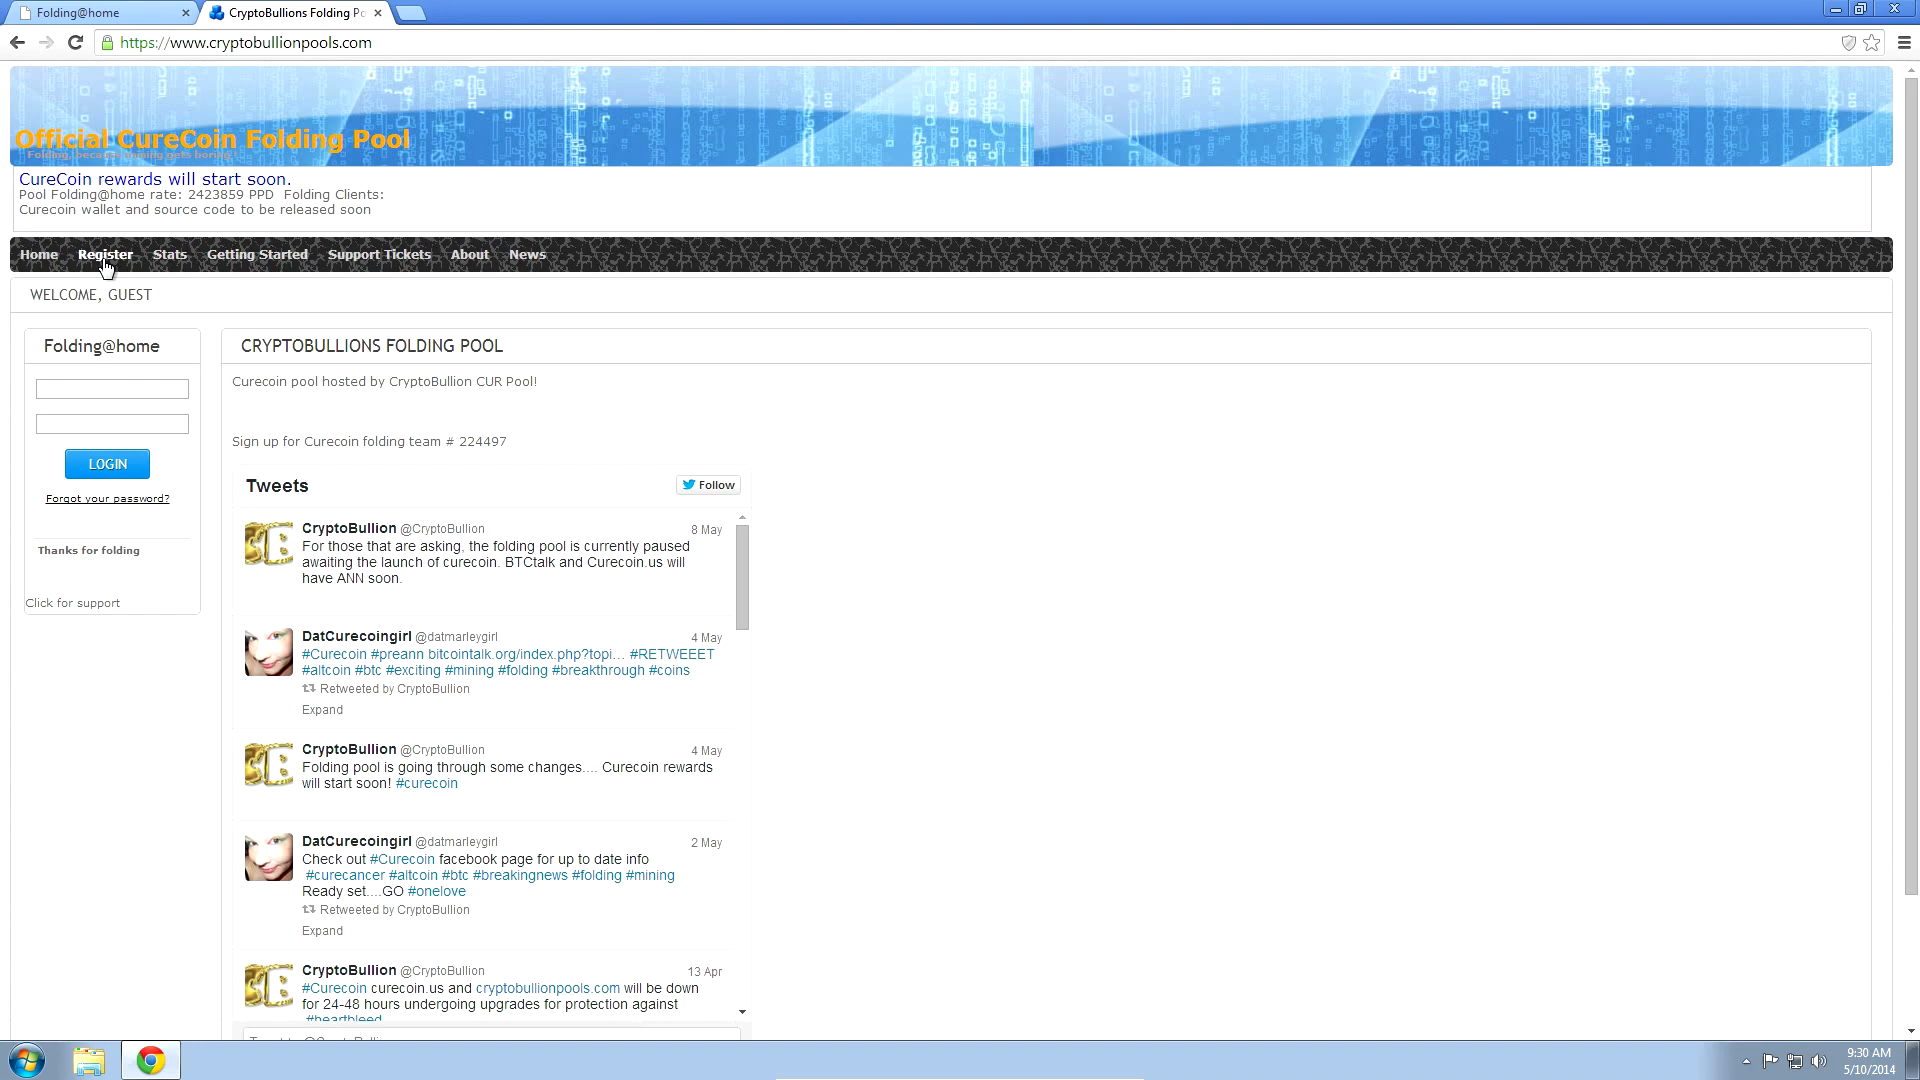 Folding@home
CryptoBullions Folding Po
https://www.cryptobullionpools.com
Official CureCoin Folding Pool
Folding, because mining gets boring!
CureCoin rewards will start soon.
Pool Folding@home rate: 2423859 PPD Folding Clients:
Curecoin wallet and source code to be released soon
Home Register Stats Getting Started Support Tickets About News
WELCOME, GUEST
Folding@home
LOGIN
Forgot your password?
Thanks for folding
Click for support
CRYPTOBULLIONS FOLDING POOL
Curecoin pool hosted by CryptoBullion CUR Pool!
Sign up for Curecoin folding team # 224497
Tweets
Follow
CryptoBullion @CryptoBullion 8 May
For those that are asking, the folding pool is currently paused
awaiting the launch of curecoin. BTCtalk and Curecoin.us will
have ANN soon.
DatCurecoingirl @datmarleygirl 4 May
#Curecoin #preann bitcointalk.org/index.php?topi... #RETWEEET
#altcoin #btc #exciting #mining #folding #breakthrough #coins
Retweeted by CryptoBullion
Expand
CryptoBullion @CryptoBullion 4 May
Folding pool is going through some changes.... Curecoin rewards
will start soon! #curecoin
DatCurecoingirl @datmarleygirl 2 May
Check out #Curecoin facebook page for up to date info
#curecancer #altcoin #btc #breakingnews #folding #mining
Ready set....GO #onelove
Retweeted by CryptoBullion
Expand
CryptoBullion @CryptoBullion 13 Apr
#Curecoin curecoin.us and cryptobullionpools.com will be down
for 24-48 hours undergoing upgrades for protection against
#heartbleed
9:30 AM
5/10/2014